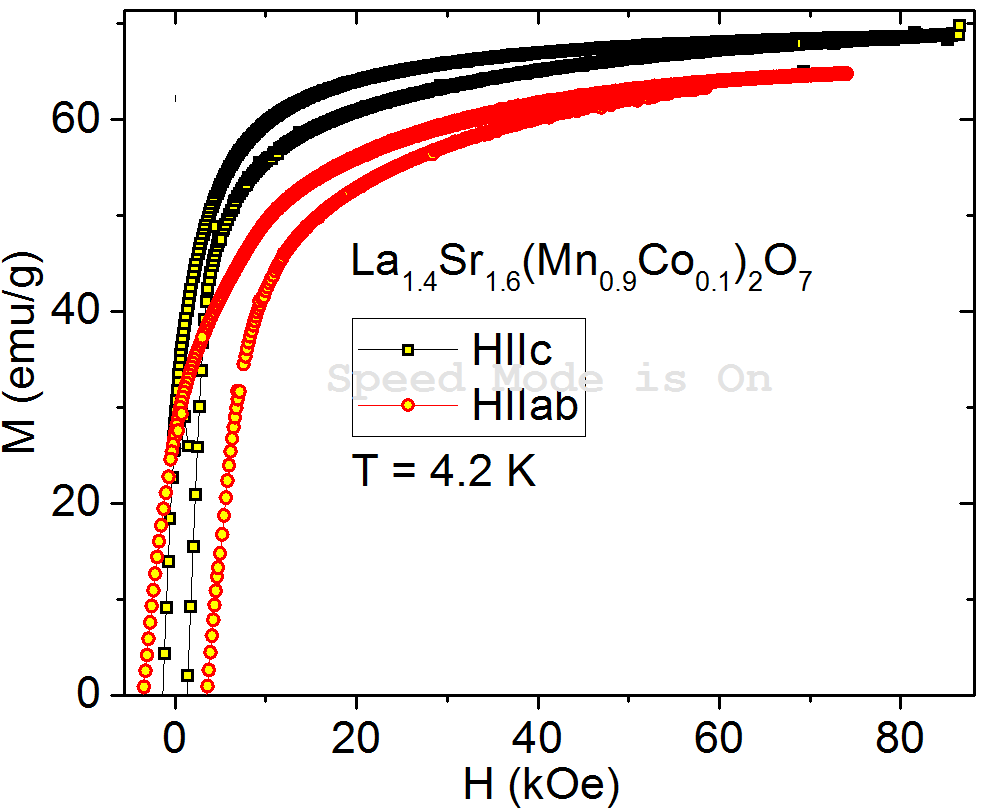 M (emu/g)
60
40
20
0
La1.4Sr1.6(Mn0.9Co0.1)2O7
HIIc
Speed Mode is On
HIIab
T = 4.2 K
0 20 40 60 80
H (kOe)